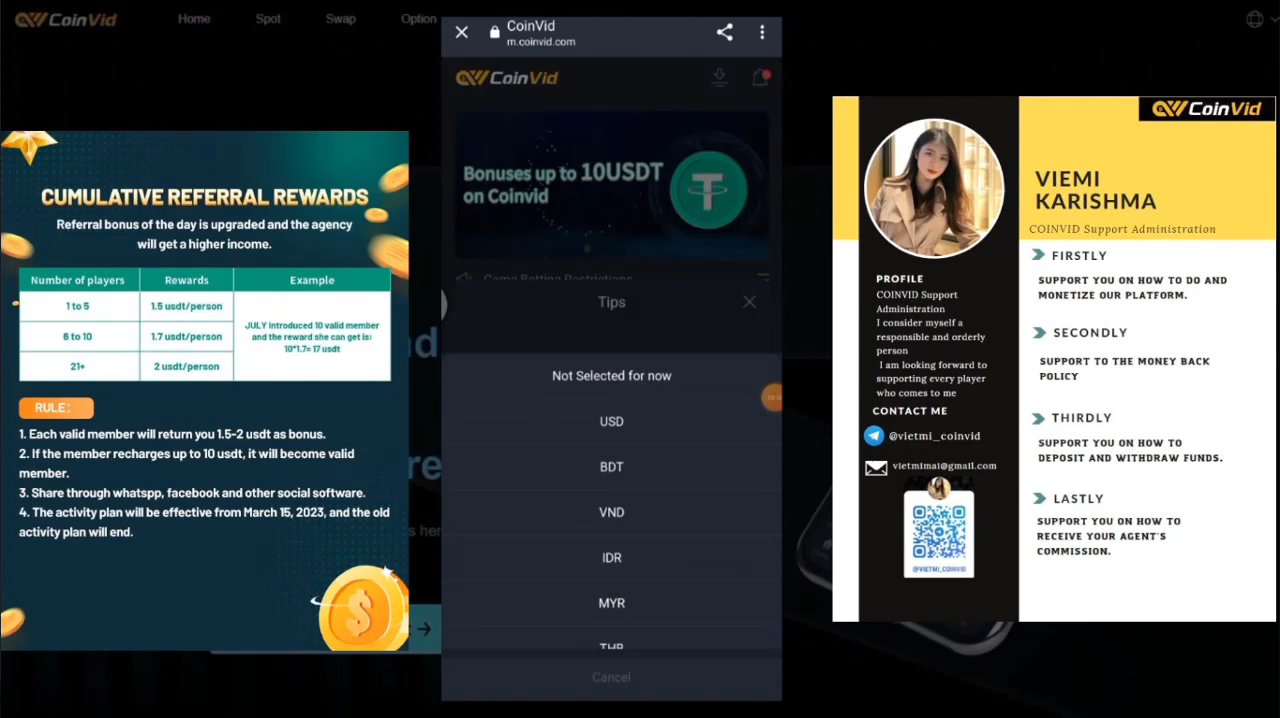 CoinVid
Home
Spot
Swap
Option
CUMULATIVE REFERRAL REWARDS
Referral bonus of the day is upgraded and the agency
will get a higher income.
Number of players
Rewards
Example
1 to 5
1.5 usdt/person
6 to 10
1.7 usdt/person
21+
2 usdt/person
JULY introduced 10 valid member
and the reward she can get is:
10*1.7= 17 usdt
RULE:
1. Each valid member will return you 1.5-2 usdt as bonus.
2. If the member recharges up to 10 usdt, it will become valid
member.
3. Share through whatspp, facebook and other social software.
4. The activity plan will be effective from March 15, 2023, and the old
activity plan will end.
CoinVid
m.coinvid.com
CoinVid
Bonuses up to 10USDT
on Coinvid
Game Betting Restrictions
Tips
Not Selected for now
USD
BDT
VND
IDR
MYR
THB
Cancel
CoinVid
VIEMI
KARISHMA
COINVID Support Administration
PROFILE
COINVID Support
Administration
I consider myself a
responsible and orderly
person
I am looking forward to
supporting every player
who comes to me
CONTACT ME
@vietmi_coinvid
vietmimai@gmail.com
@VIETMI_COINVID
FIRSTLY
SUPPORT YOU ON HOW TO DO AND
MONETIZE OUR PLATFORM.
SECONDLY
SUPPORT TO THE MONEY BACK
POLICY
THIRDLY
SUPPORT YOU ON HOW TO
DEPOSIT AND WITHDRAW FUNDS.
LASTLY
SUPPORT YOU ON HOW TO
RECEIVE YOUR AGENT'S
COMMISSION.